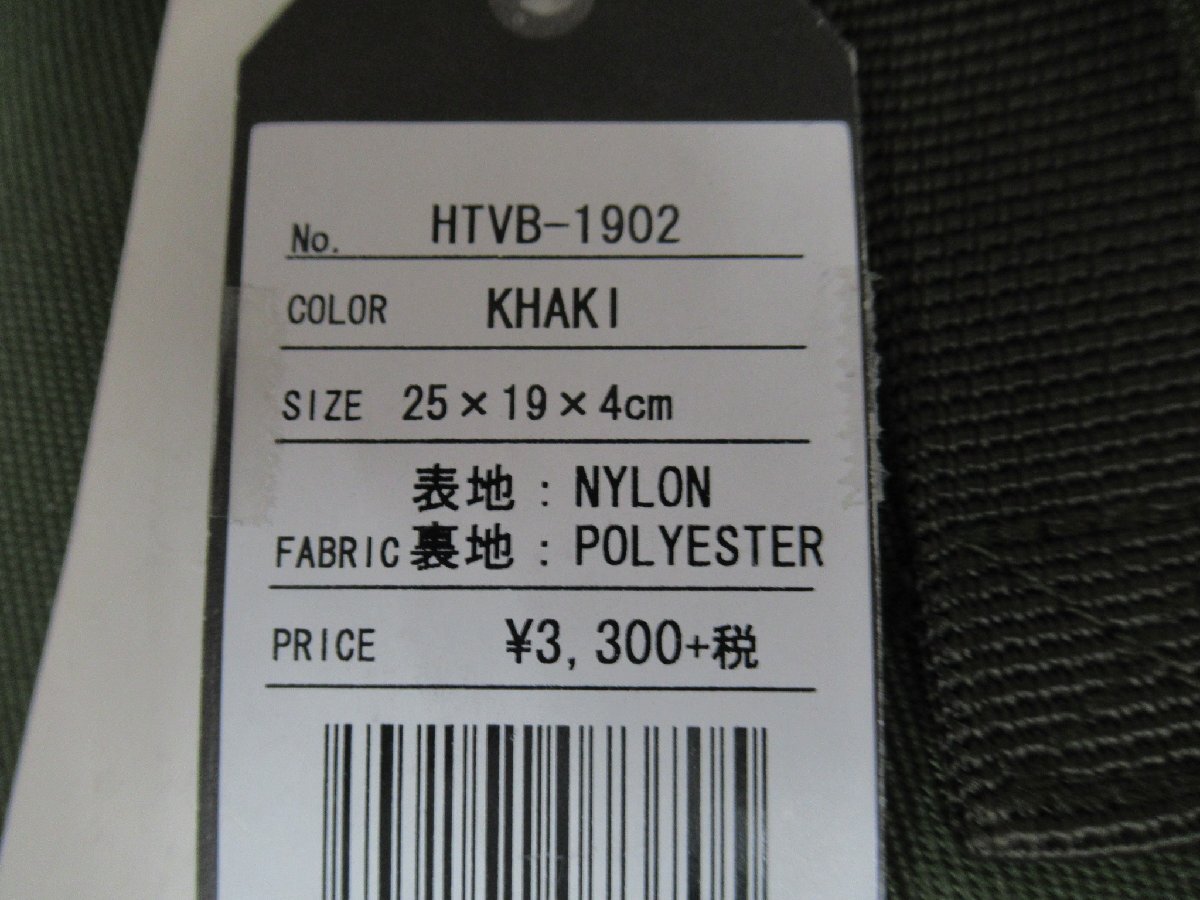 No. HTVB-1902
COLOR KHAKI
SIZE 25×19×4cm
表地：NYLON
FABRIC 裏地：POLYESTER
PRICE ¥3,300+税